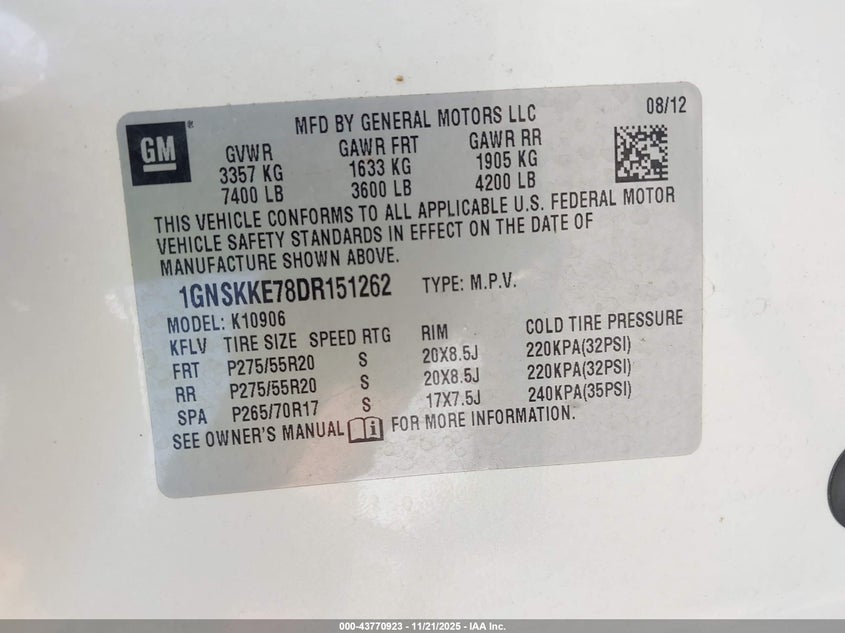 GM ®
MFD BY GENERAL MOTORS LLC 08/12
GVWR GAWR FRT GAWR RR
3357 KG 1633 KG 1905 KG
7400 LB 3600 LB 4200 LB
THIS VEHICLE CONFORMS TO ALL APPLICABLE U.S. FEDERAL MOTOR
VEHICLE SAFETY STANDARDS IN EFFECT ON THE DATE OF
MANUFACTURE SHOWN ABOVE.
1GNSKKE78DR151262 TYPE: M.P.V.
MODEL: K10906
KFLV TIRE SIZE SPEED RTG RIM COLD TIRE PRESSURE
FRT P275/55R20 S 20X8.5J 220KPA(32PSI)
RR P275/55R20 S 20X8.5J 220KPA(32PSI)
SPA P265/70R17 S 17X7.5J 240KPA(35PSI)
SEE OWNER'S MANUAL i FOR MORE INFORMATION.
000-43770923 - 11/21/2025 - IAA Inc.